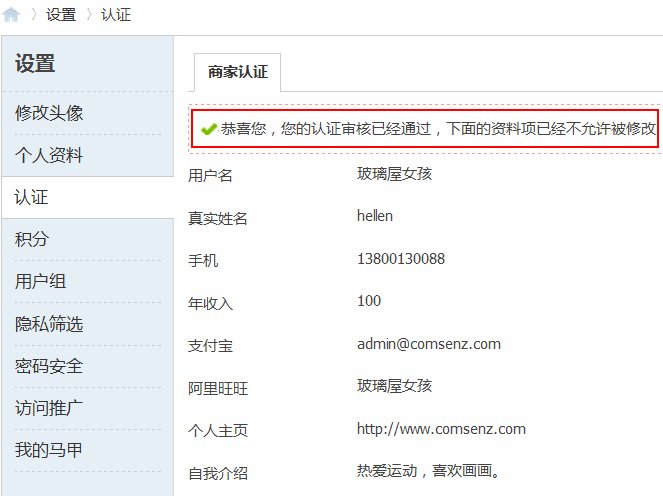 设置 认证
设置
修改头像
个人资料
认证
积分
用户组
隐私筛选
密码安全
访问推广
我的马甲
商家认证
恭喜您，您的认证审核已经通过，下面的资料项已经不允许被修改
用户名 玻璃屋女孩
真实姓名 hellen
手机 13800130088
年收入 100
支付宝 admin@comsenz.com
阿里旺旺 玻璃屋女孩
个人主页 http://www.comsenz.com
自我介绍 热爱运动，喜欢画画。